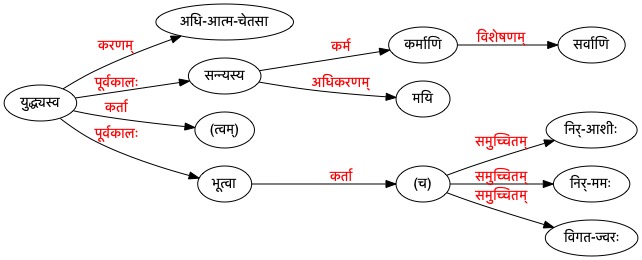 अधि-आत्म-चेतसा
करणम्
कर्म
कर्माणि
विशेषणम्
सर्वाणि
पूर्वकालः
सन्न्यस्य
अधिकरणम्
मयि
युद्ध्यस्व
कर्ता
(त्वम्)
पूर्वकालः
निर्-आशीः
समुच्चितम्
भूत्वा
कर्ता
(च)
समुच्चितम्
निर्-ममः
समुच्चितम्
विगत-ज्वरः